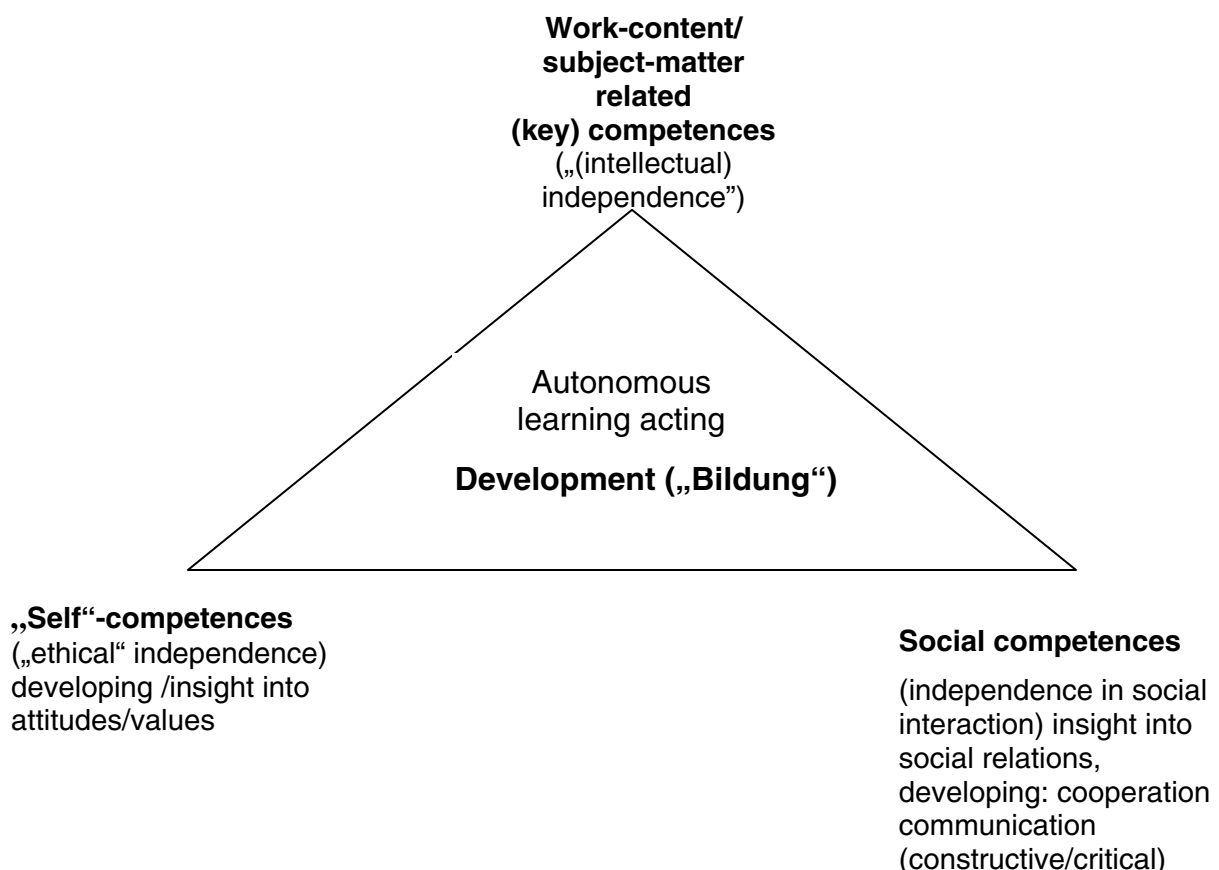 Work-content/
subject-matter
related
(key) competences
(„(intellectual)
independence”)
Autonomous
learning acting
Development („Bildung“)
„Self“-competences
(„ethical“ independence)
developing /insight into
attitudes/values
Social competences
(independence in social
interaction) insight into
social relations,
developing: cooperation
communication
(constructive/critical)